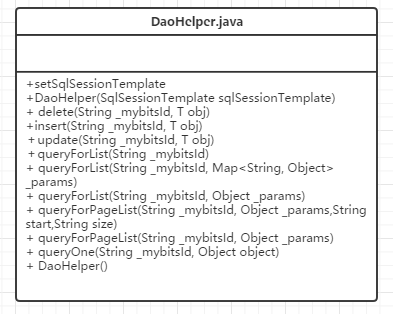 DaoHelper.java
+setSqlSessionTemplate
+DaoHelper(SqlSessionTemplate sqlSessionTemplate)
+ delete(String _mybitsId, T obj)
+insert(String _mybitsId, T obj)
+ update(String _mybitsId, T obj)
+ queryForList(String _mybitsId)
+ queryForList(String _mybitsId, Map<String, Object>
_params)
+ queryForList(String _mybitsId, Object _params)
+ queryForPageList(String _mybitsId, Object _params,String
start,String size)
+ queryForPageList(String _mybitsId, Object _params)
+ queryOne(String _mybitsId, Object object)
+ DaoHelper()